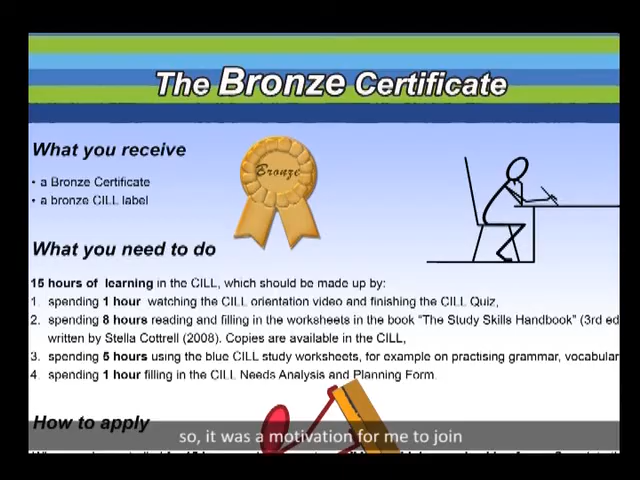 The Bronze Certificate
What you receive
Bronze
• a Bronze Certificate
• a bronze CILL label
What you need to do
15 hours of learning in the CILL, which should be made up by:
1. spending 1 hour watching the CILL orientation video and finishing the CILL Quiz,
2. spending 8 hours reading and filling in the worksheets in the book “The Study Skills Handbook” (3rd ed
written by Stella Cottrell (2008). Copies are available in the CILL,
3. spending 5 hours using the blue CILL study worksheets, for example on practising grammar, vocabular
4. spending 1 hour filling in the CILL Needs Analysis and Planning Form.
How to apply
so, it was a motivation for me to join